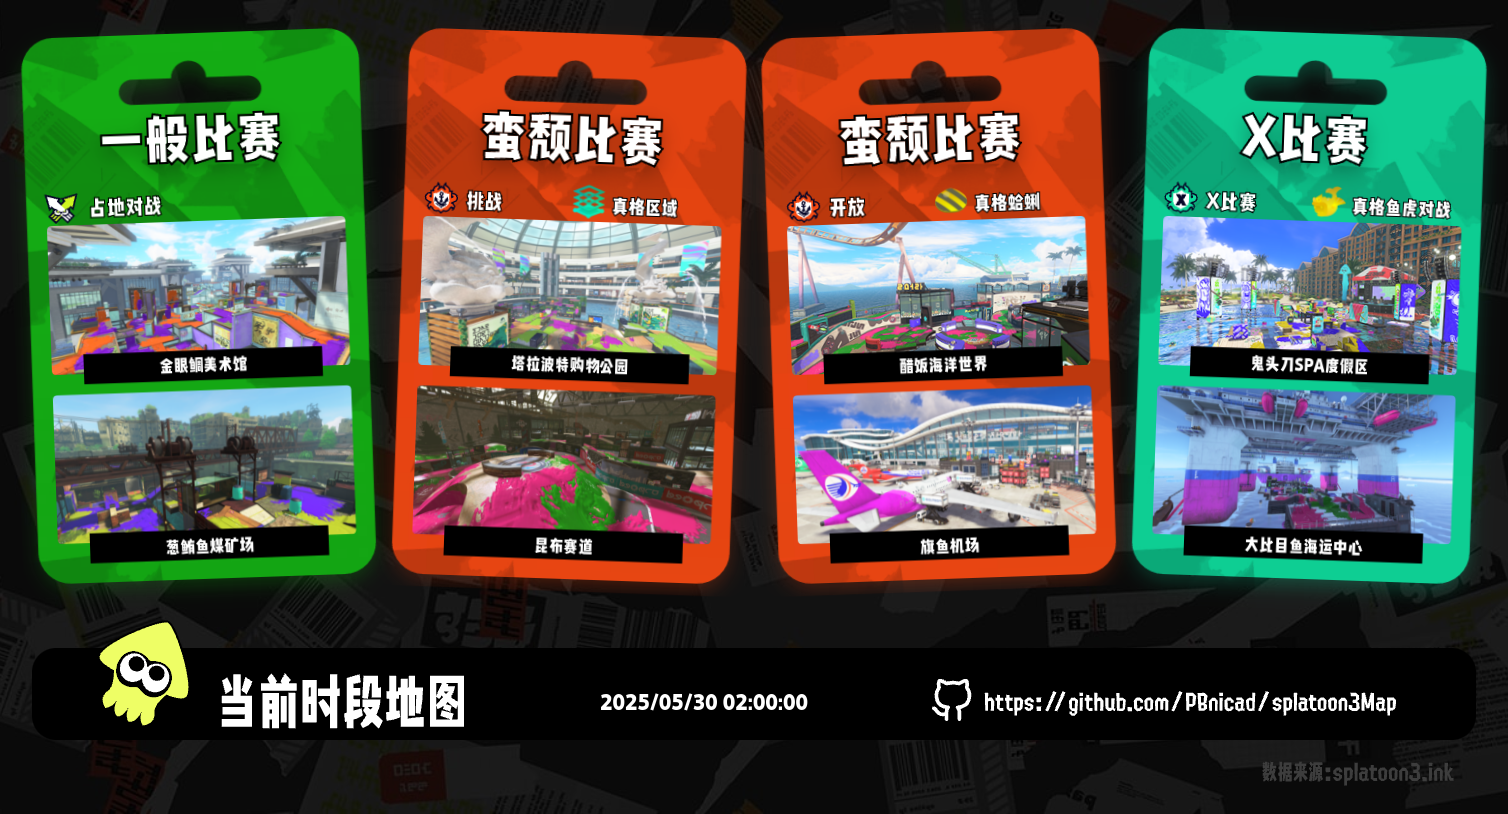 一般比赛
占地对战
金眼鲷美术馆
葱鲔鱼煤矿场
蛮颓比赛
挑战
真格区域
塔拉波特购物公园
昆布赛道
蛮颓比赛
开放
真格蛤蜊
醋饭海洋世界
旗鱼机场
X比赛
X比赛
真格鱼虎对战
鬼头刀SPA度假区
大比目鱼海运中心
当前时段地图
2025/05/30 02:00:00
https://github.com/PBnicad/splatoon3Map
数据来源:splatoon3.ink